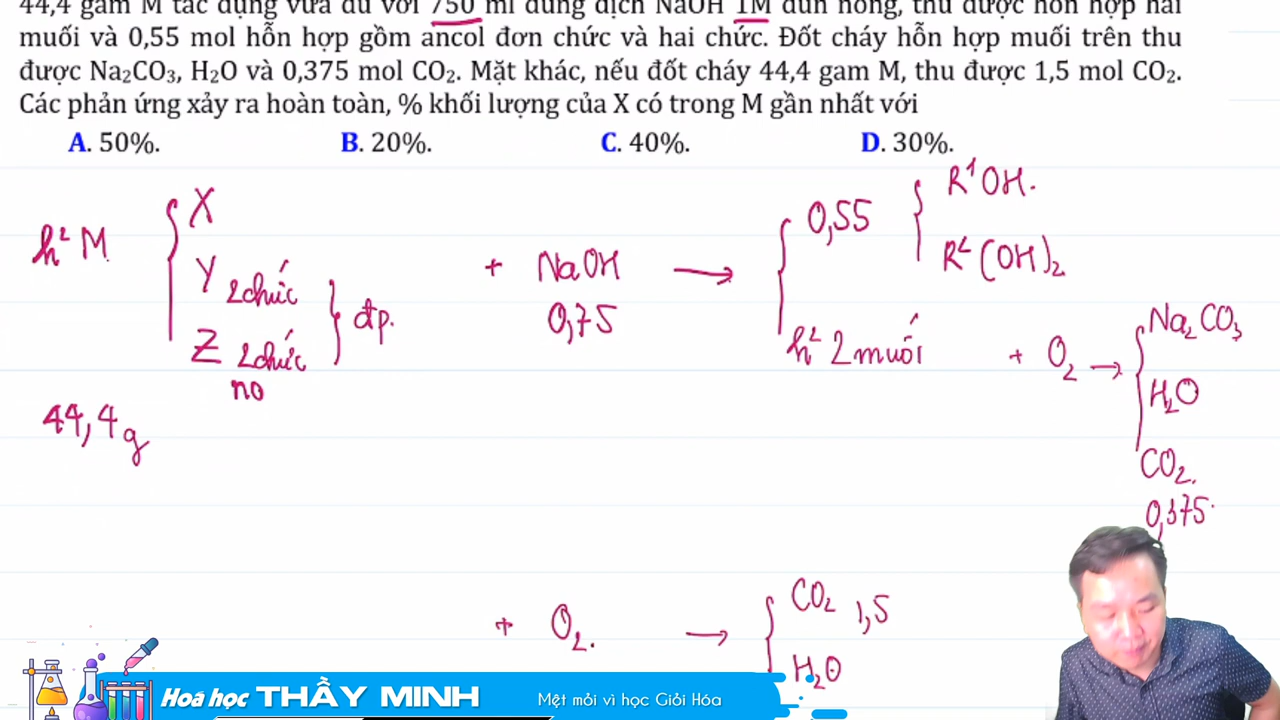 44,4 gam M tác dụng vừa đủ với 750 ml dung dịch NaOH 1M đun nóng, thu được hỗn hợp hai
muối và 0,55 mol hỗn hợp gồm ancol đơn chức và hai chức. Đốt cháy hỗn hợp muối trên thu
được Na₂CO₃, H₂O và 0,375 mol CO₂. Mặt khác, nếu đốt cháy 44,4 gam M, thu được 1,5 mol CO₂.
Các phản ứng xảy ra hoàn toàn, % khối lượng của X có trong M gần nhất với
A. 50%. B. 20%. C. 40%. D. 30%.
h² M
X
Y 2chức
Z 2chức
no
đp.
44,4g
+ NaOH →
0,75
0,55
R¹OH.
R²(OH)₂
h² 2muối + O₂ →
Na₂CO₃
H₂O
CO₂.
0,375.
+ O₂. →
CO₂ 1,5
H₂O
Hoá học THẦY MINH
Mệt mỏi vì học Giỏi Hóa